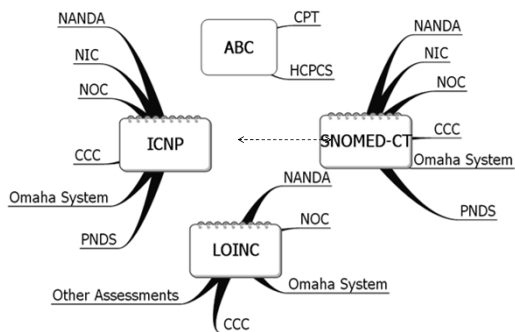 NANDA
NIC
NOC
ICNP
CCC
Omaha System
PNDS
CPT
ABC
HCPCS
NANDA
NIC
NOC
SNOMED-CT
CCC
Omaha System
PNDS
NANDA
NOC
LOINC
Omaha System
Other Assessments
CCC